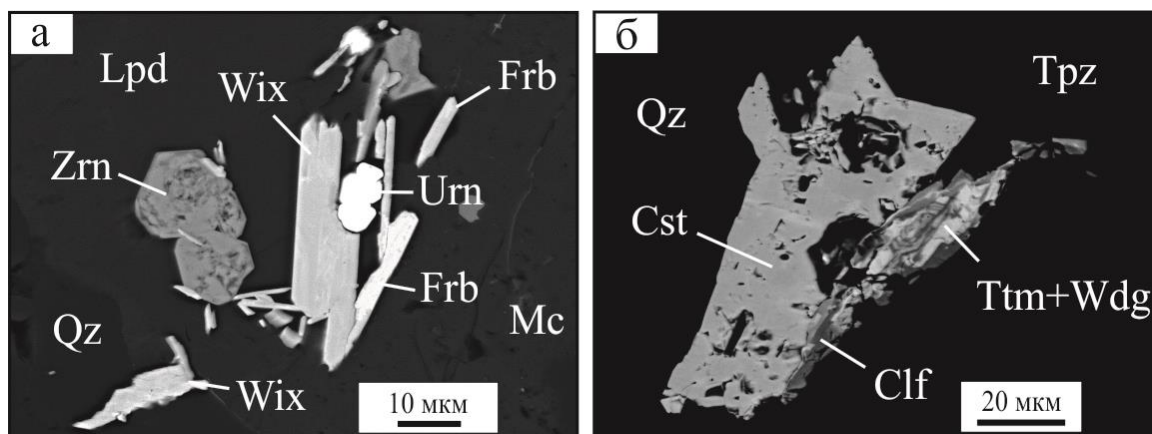 а
Lpd
Wix
Frb
Zrn
Urn
Frb
Qz
Mc
Wix
10 мкм
б
Tpz
Qz
Cst
Ttm+Wdg
Clf
20 мкм